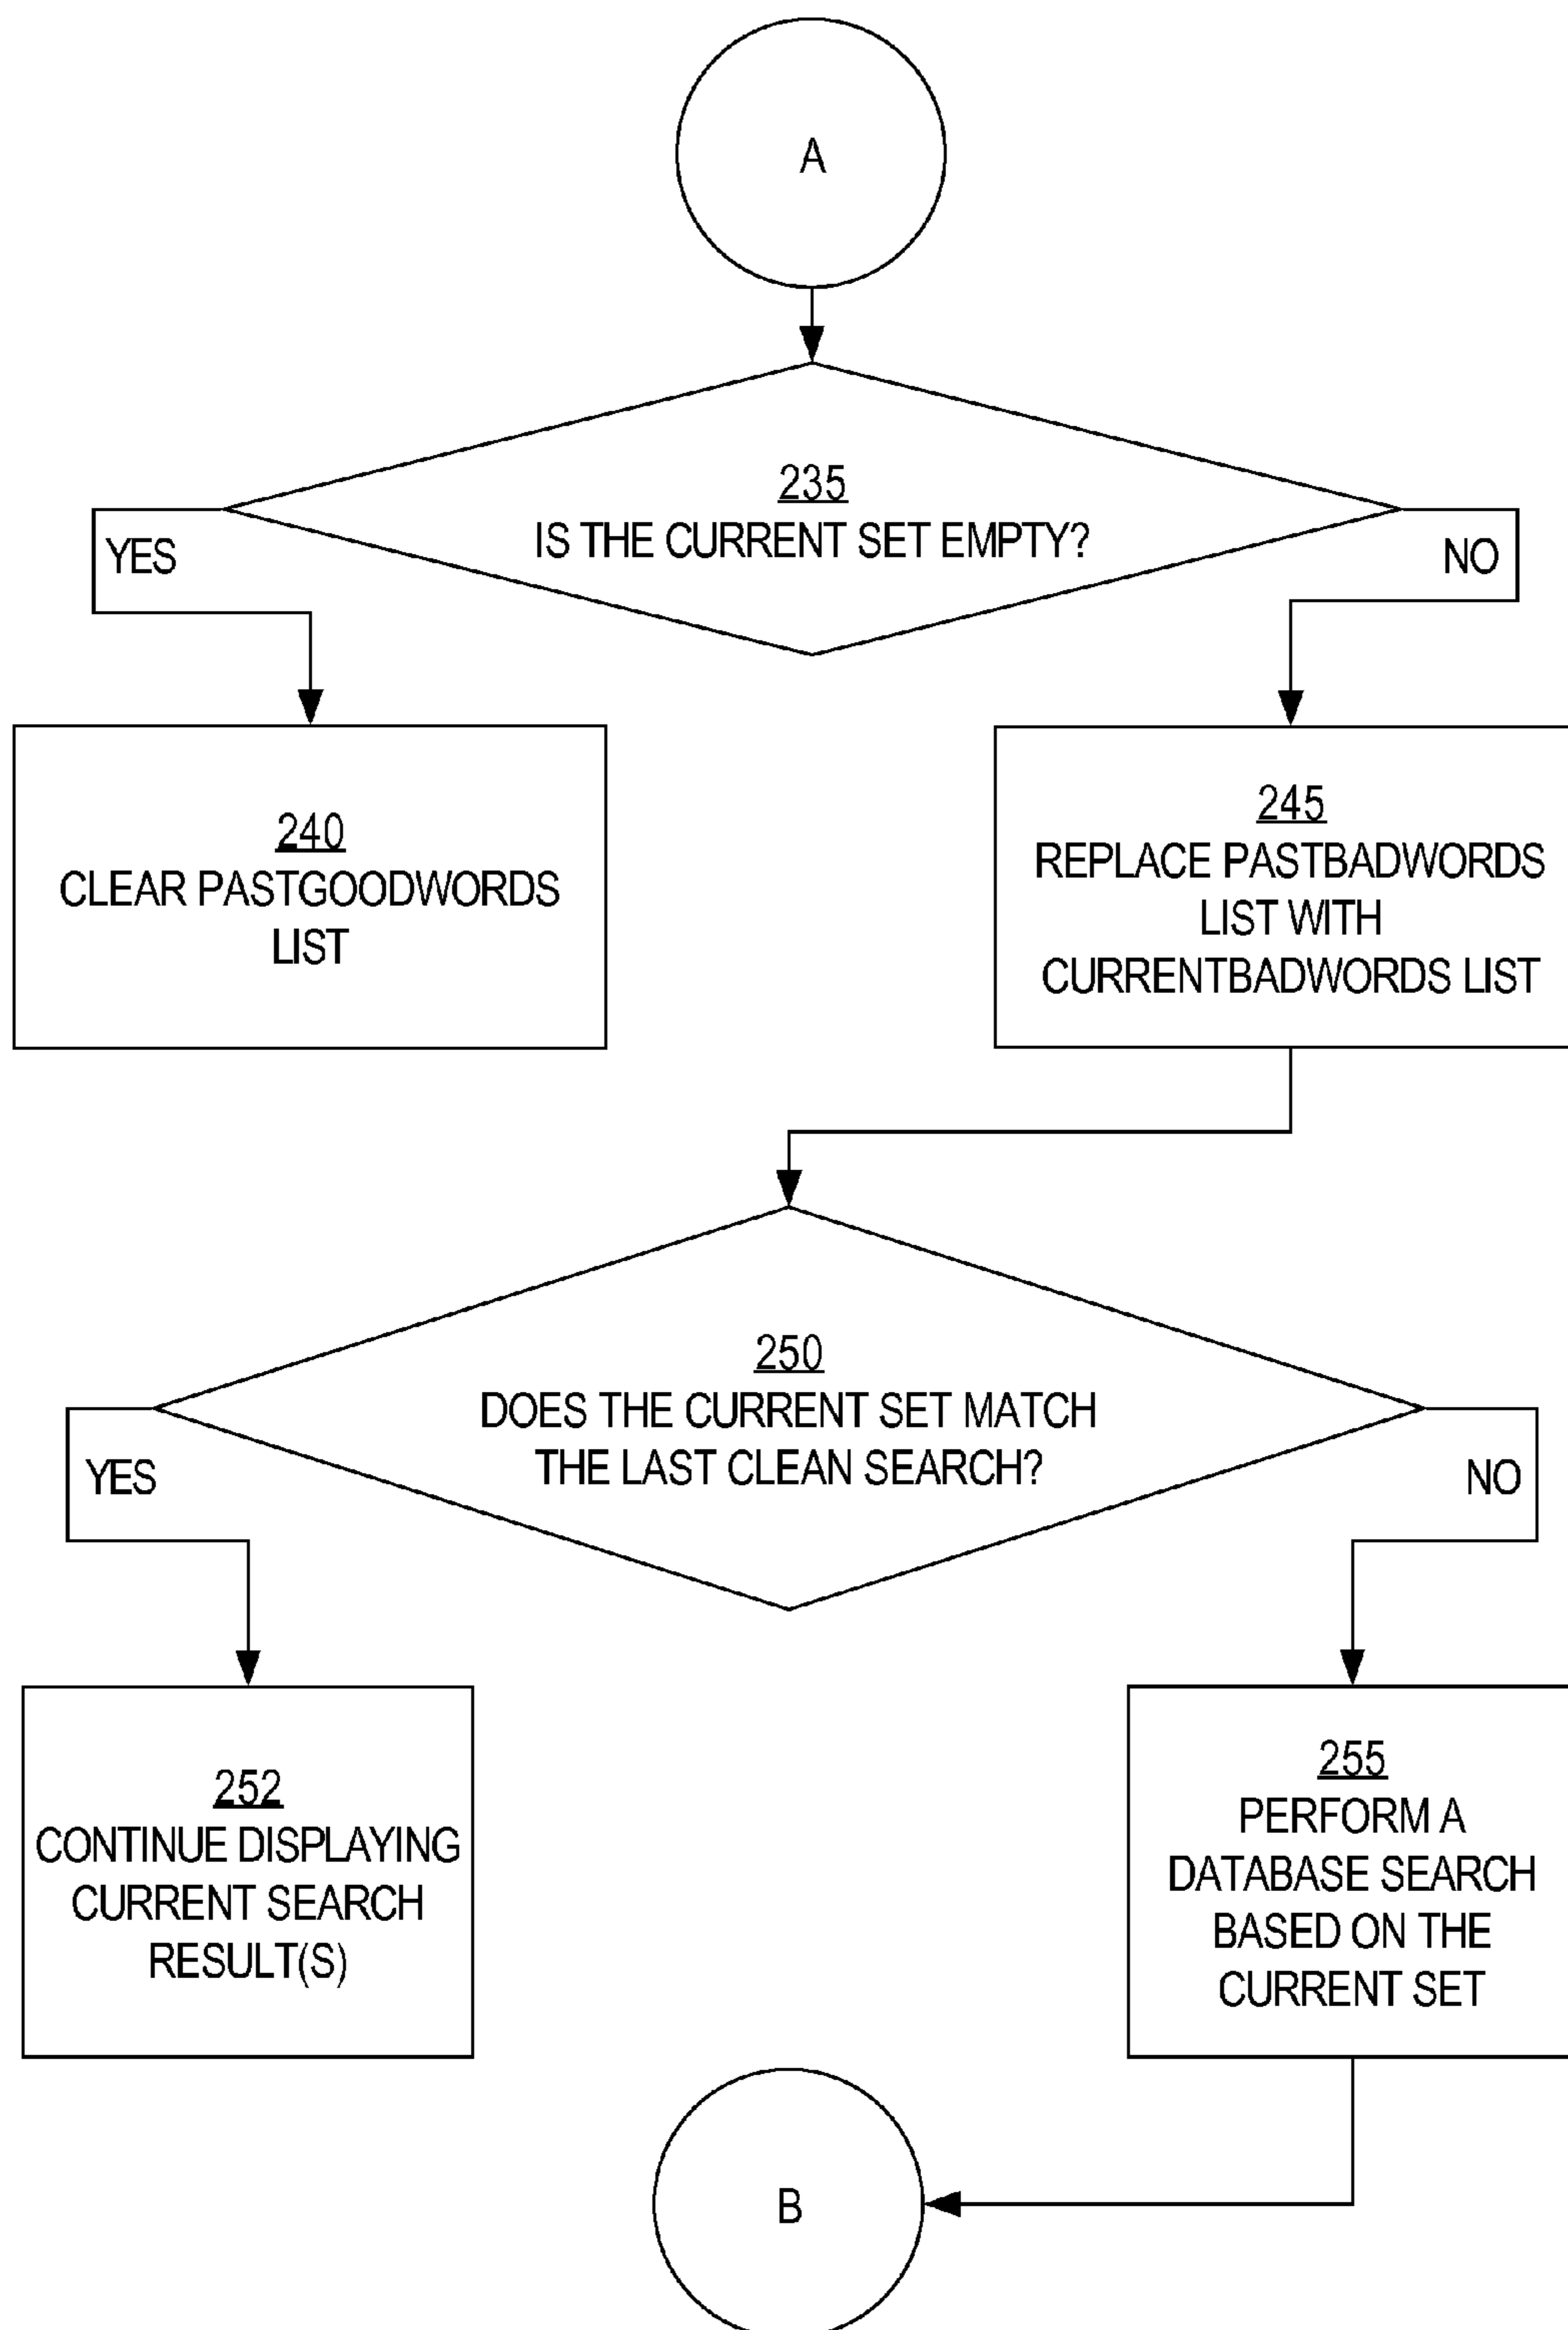 A
235
IS THE CURRENT SET EMPTY?
YES
NO
240
CLEAR PASTGOODWORDS
LIST
245
REPLACE PASTBADWORDS
LIST WITH
CURRENTBADWORDS LIST
250
DOES THE CURRENT SET MATCH
THE LAST CLEAN SEARCH?
YES
NO
252
CONTINUE DISPLAYING
CURRENT SEARCH
RESULT(S)
255
PERFORM A
DATABASE SEARCH
BASED ON THE
CURRENT SET
B